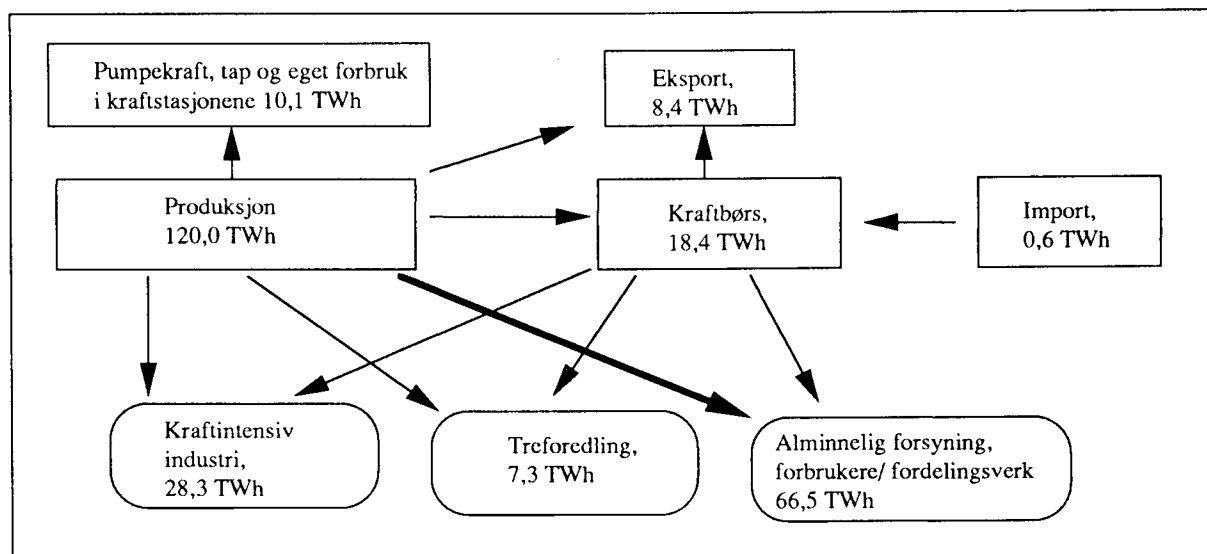 Pumpekraft, tap og eget forbruk
i kraftstasjonene 10,1 TWh
Eksport,
8,4 TWh
Produksjon
120,0 TWh
Kraftbørs,
18,4 TWh
Import,
0,6 TWh
Kraftintensiv
industri,
28,3 TWh
Treforedling,
7,3 TWh
Alminnelig forsyning,
forbrukere/ fordelingsverk
66,5 TWh